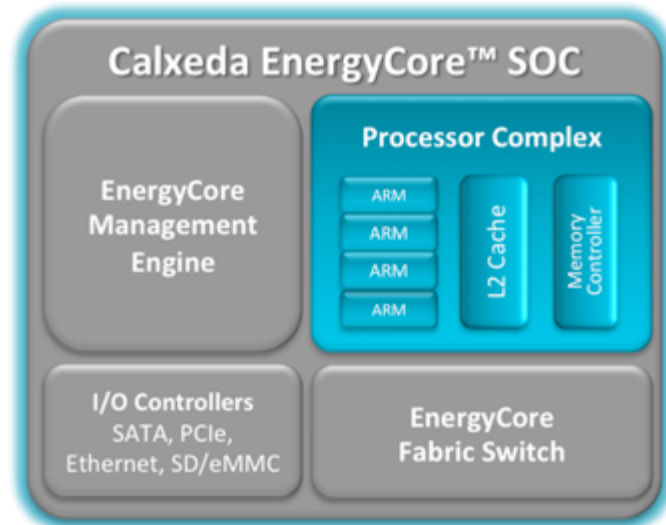 Calxeda EnergyCore™ SOC
EnergyCore
Management
Engine
Processor Complex
ARM
ARM
ARM
ARM
L2 Cache
Memory
Controller
I/O Controllers
SATA, PCIe,
Ethernet, SD/eMMC
EnergyCore
Fabric Switch